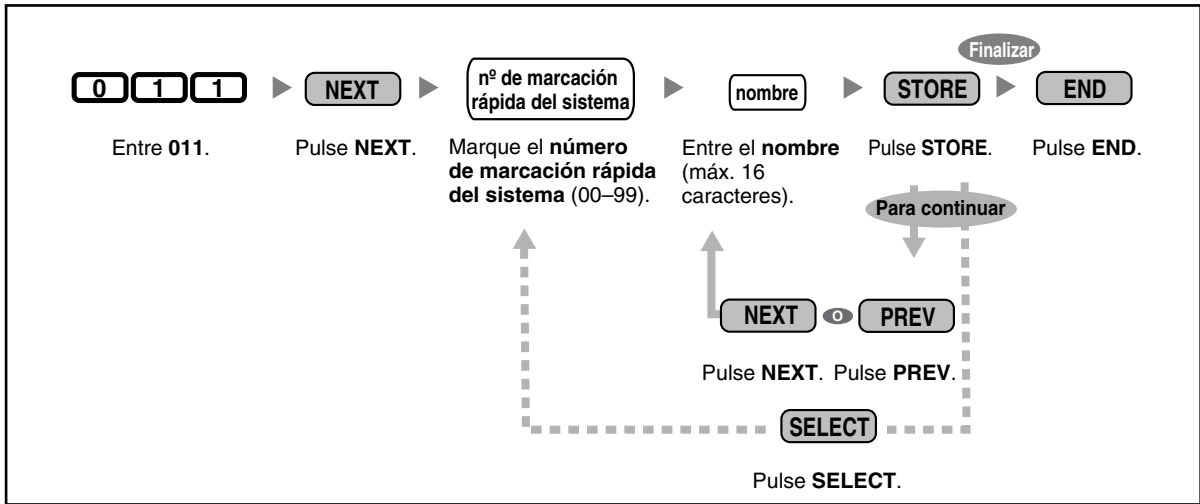 Finalizar
0 1 1 NEXT nº de marcación rápida del sistema nombre STORE END
Entre 011.
Pulse NEXT.
Marque el número
de marcación rápida
del sistema (00–99).
Entre el nombre
(máx. 16
caracteres).
Pulse STORE.
Pulse END.
Para continuar
NEXT o PREV
Pulse NEXT. Pulse PREV.
SELECT
Pulse SELECT.